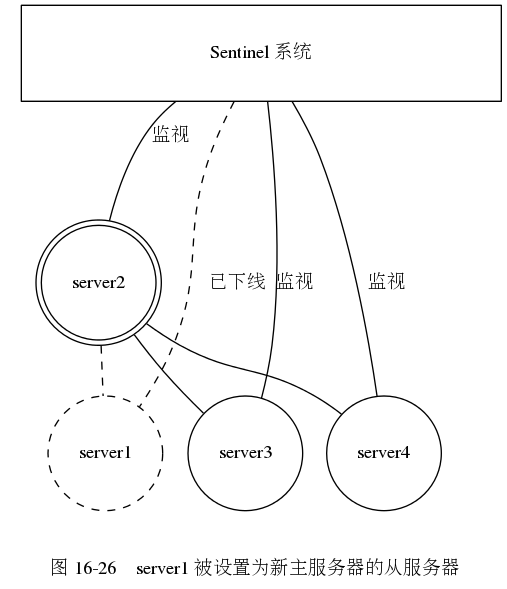 Sentinel 系统
监视
server2
已下线 监视 监视
server1 server3 server4
图 16-26 server1 被设置为新主服务器的从服务器